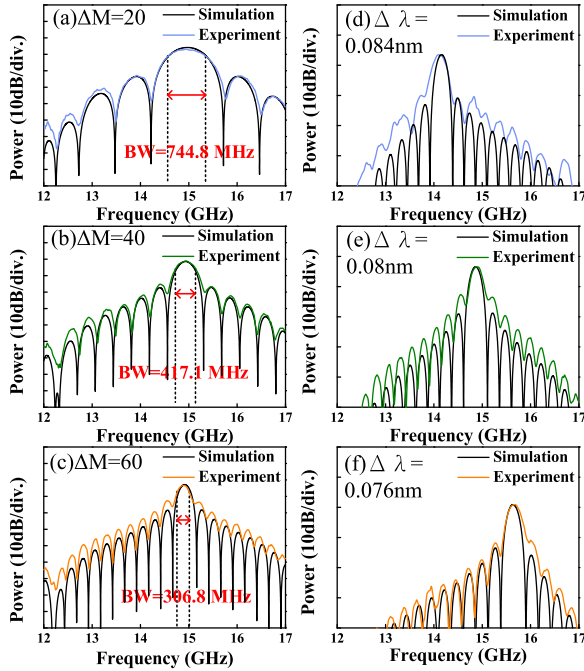 (a)ΔM=20
Simulation
Experiment
BW=744.8 MHz
Power (10dB/div.)
12 13 14 15 16 17
Frequency (GHz)
(d) Δ λ =
0.084nm
Simulation
Experiment
Power (10dB/div.)
12 13 14 15 16 17
Frequency (GHz)
(b) ΔM=40
Simulation
Experiment
BW=417.1 MHz
Power (10dB/div.)
12 13 14 15 16 17
Frequency (GHz)
(e) Δ λ =
0.08nm
Simulation
Experiment
Power (10dB/div.)
12 13 14 15 16 17
Frequency (GHz)
(c) ΔM=60
Simulation
Experiment
BW=306.8 MHz
Power (10dB/div.)
12 13 14 15 16 17
Frequency (GHz)
(f) Δ λ =
0.076nm
Simulation
Experiment
Power (10dB/div.)
12 13 14 15 16 17
Frequency (GHz)